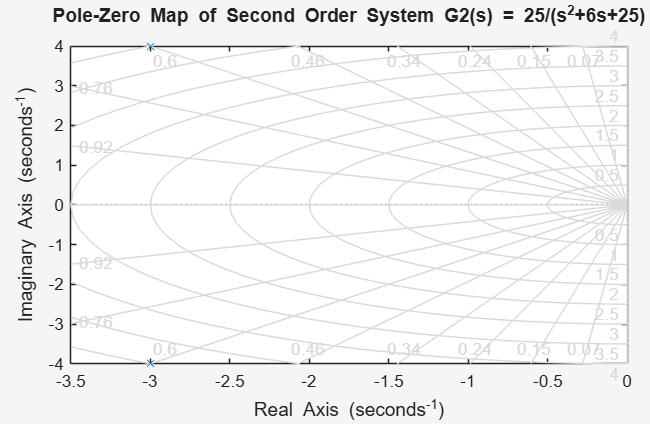 Pole-Zero Map of Second Order System G2(s) = 25/(s²+6s+25)
4
4 0.6 0.46 0.34 0.24 0.15 0.07 3.5
3 0.76 3
2.5
2 2
1.5
0.92
1 1
0.5
0
0.5
-1 1
0.92 1.5
-2 2
2.5
-3 0.76 3
0.6 0.46 0.34 0.24 0.15 0.07 3.5
-4
4
-3.5 -3 -2.5 -2 -1.5 -1 -0.5 0
Real Axis (seconds⁻¹)
Imaginary Axis (seconds⁻¹)